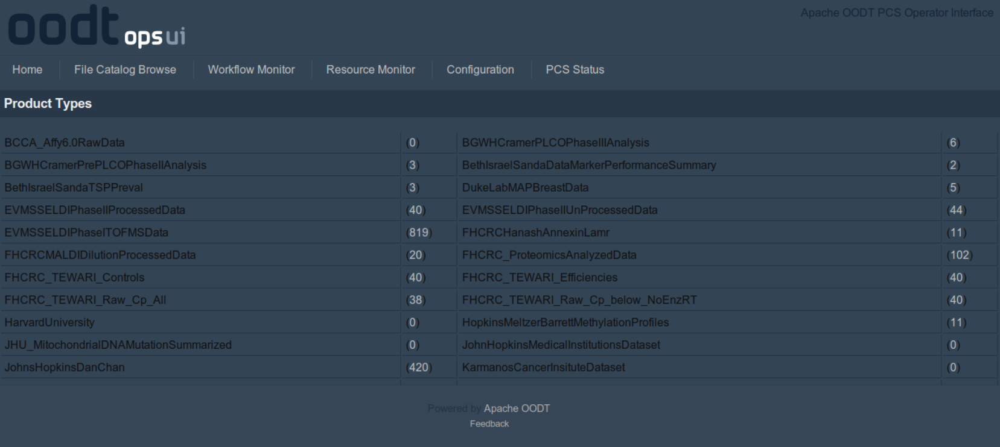 oodt ops ui
Apache OODT PCS Operator Interface
Home File Catalog Browse Workflow Monitor Resource Monitor Configuration PCS Status
Product Types
BCCA_Affy6.0RawData (0) BGWHCramerPLCOPhaseIIIAnalysis (6)
BGWHCramerPrePLCOPhaseIIAnalysis (3) BethIsraelSandaDataMarkerPerformanceSummary (2)
BethIsraelSandaTSPPreval (3) DukeLabMAPBreastData (5)
EVMSSELDIPhaseIIProcessedData (40) EVMSSELDIPhaseIIUnProcessedData (44)
EVMSSELDIPhaseITOFMSData (819) FHCRCHanashAnnexinLamr (11)
FHCRCMALDIDilutionProcessedData (20) FHCRC_ProteomicsAnalyzedData (102)
FHCRC_TEWARI_Controls (40) FHCRC_TEWARI_Efficiencies (40)
FHCRC_TEWARI_Raw_Cp_All (38) FHCRC_TEWARI_Raw_Cp_below_NoEnzRT (40)
HarvardUniversity (0) HopkinsMeltzerBarrettMethylationProfiles (11)
JHU_MitochondrialDNAMutationSummarized (0) JohnHopkinsMedicalInstitutionsDataset (0)
JohnsHopkinsDanChan (420) KarmanosCancerInsituteDataset (0)
Powered by Apache OODT
Feedback